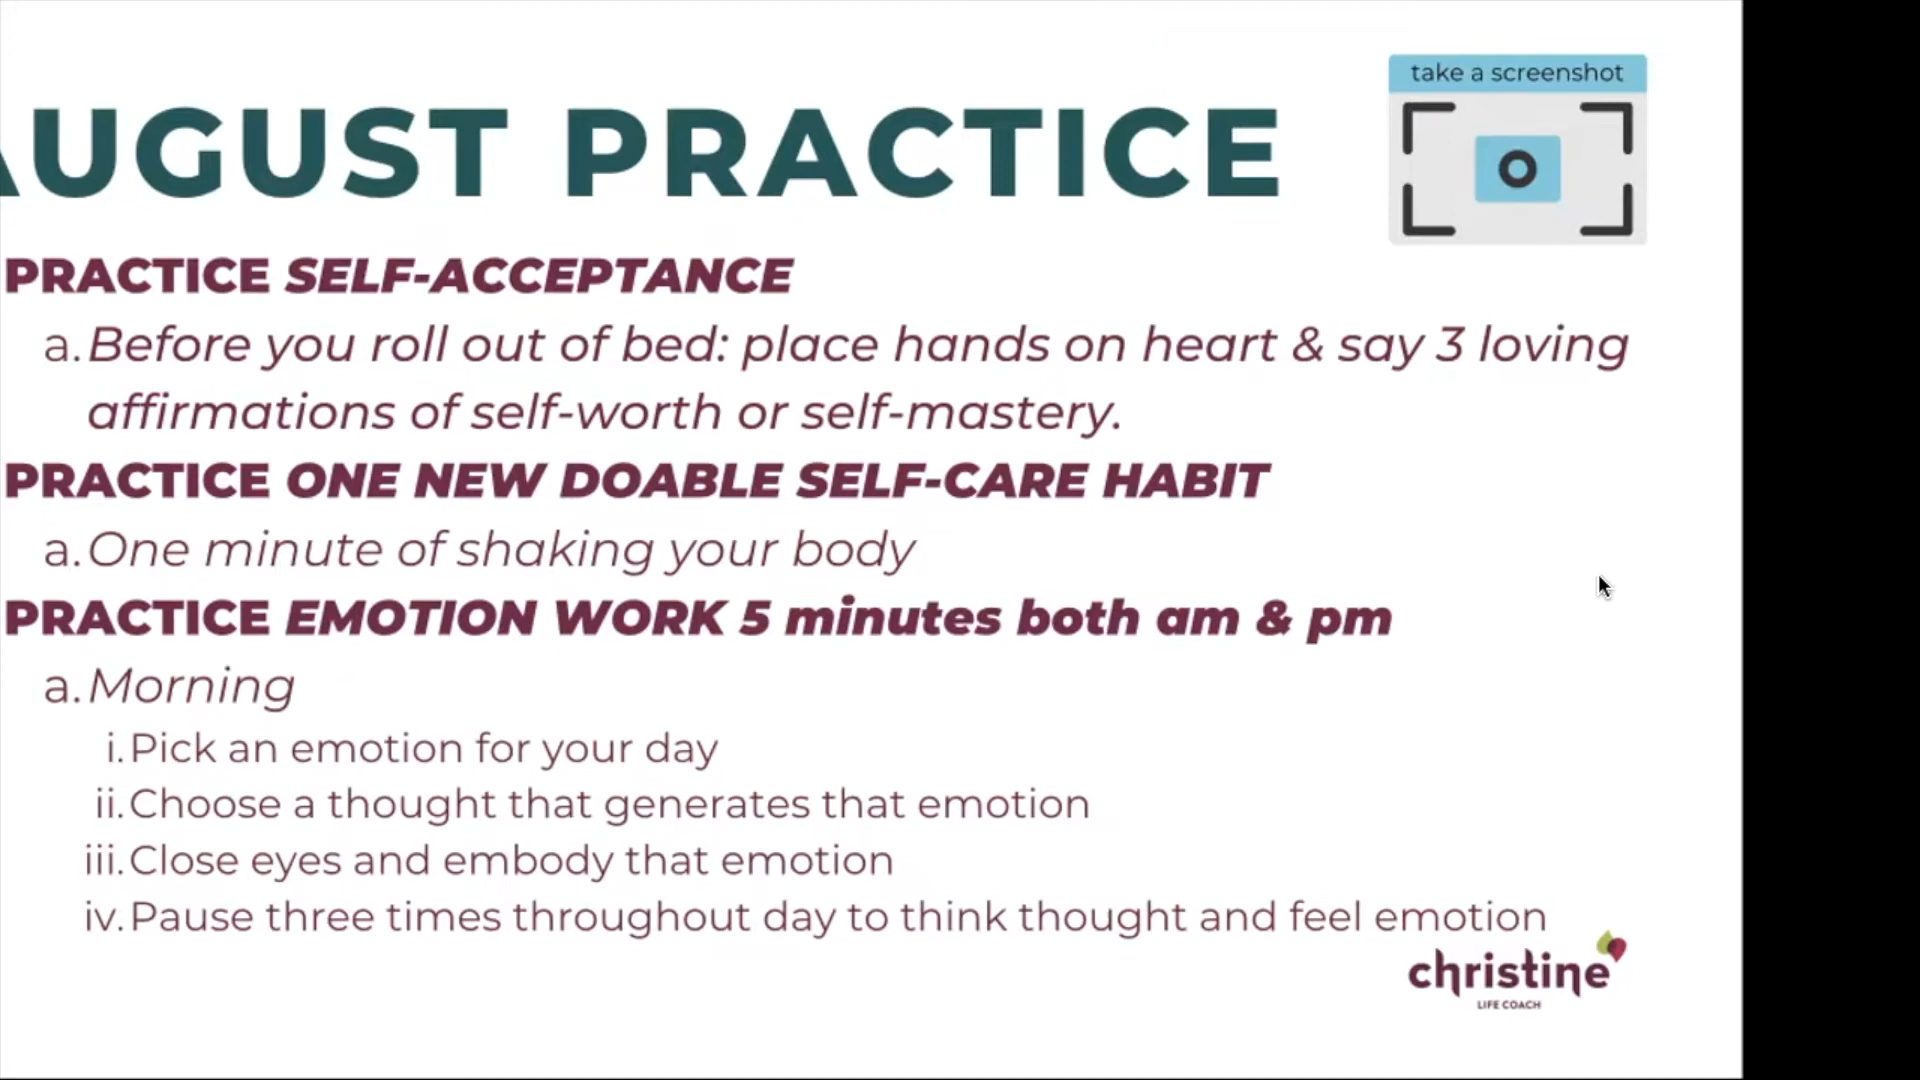 take a screenshot
AUGUST PRACTICE
PRACTICE SELF-ACCEPTANCE
a. Before you roll out of bed: place hands on heart & say 3 loving
affirmations of self-worth or self-mastery.
PRACTICE ONE NEW DOABLE SELF-CARE HABIT
a. One minute of shaking your body
PRACTICE EMOTION WORK 5 minutes both am & pm
a. Morning
i. Pick an emotion for your day
ii. Choose a thought that generates that emotion
iii. Close eyes and embody that emotion
iv. Pause three times throughout day to think thought and feel emotion
christine
LIFE COACH